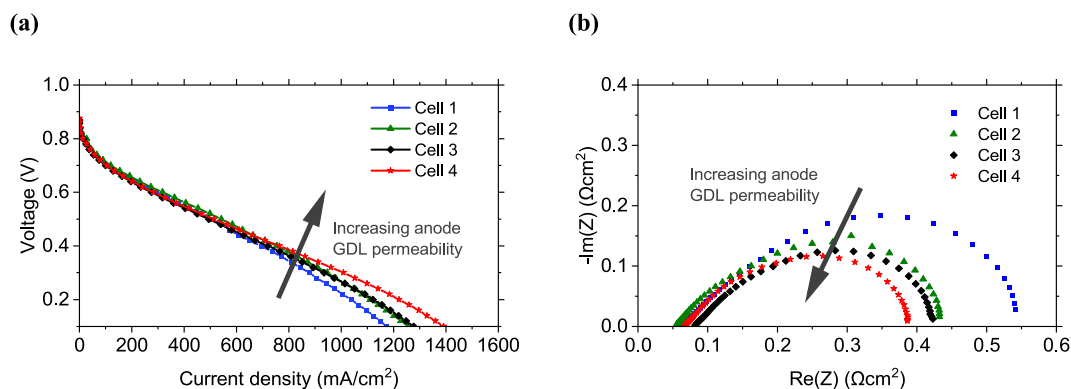 (a)
1.0
0.8
0.6
0.4
0.2
Voltage (V)
Cell 1
Cell 2
Cell 3
Cell 4
Increasing anode
GDL permeability
0 200 400 600 800 1000 1200 1400 1600
Current density (mA/cm²)
(b)
0.4
0.3
0.2
0.1
0.0
-Im(Z) (Ωcm²)
Cell 1
Cell 2
Cell 3
Cell 4
Increasing anode
GDL permeability
0.0 0.1 0.2 0.3 0.4 0.5 0.6
Re(Z) (Ωcm²)